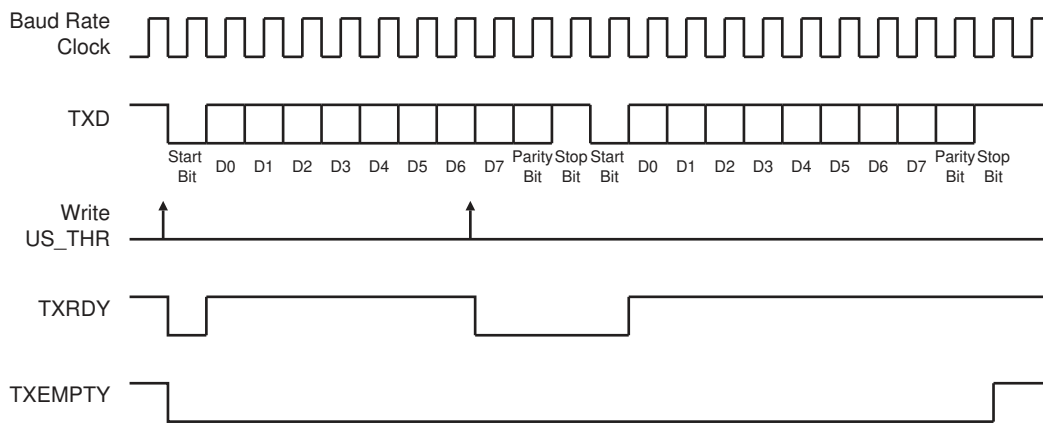 Baud Rate
Clock
TXD
Start
Bit
D0
D1
D2
D3
D4
D5
D6
D7
Parity
Bit
Stop
Bit
Start
Bit
D0
D1
D2
D3
D4
D5
D6
D7
Parity
Bit
Stop
Bit
Write
US_THR
TXRDY
TXEMPTY